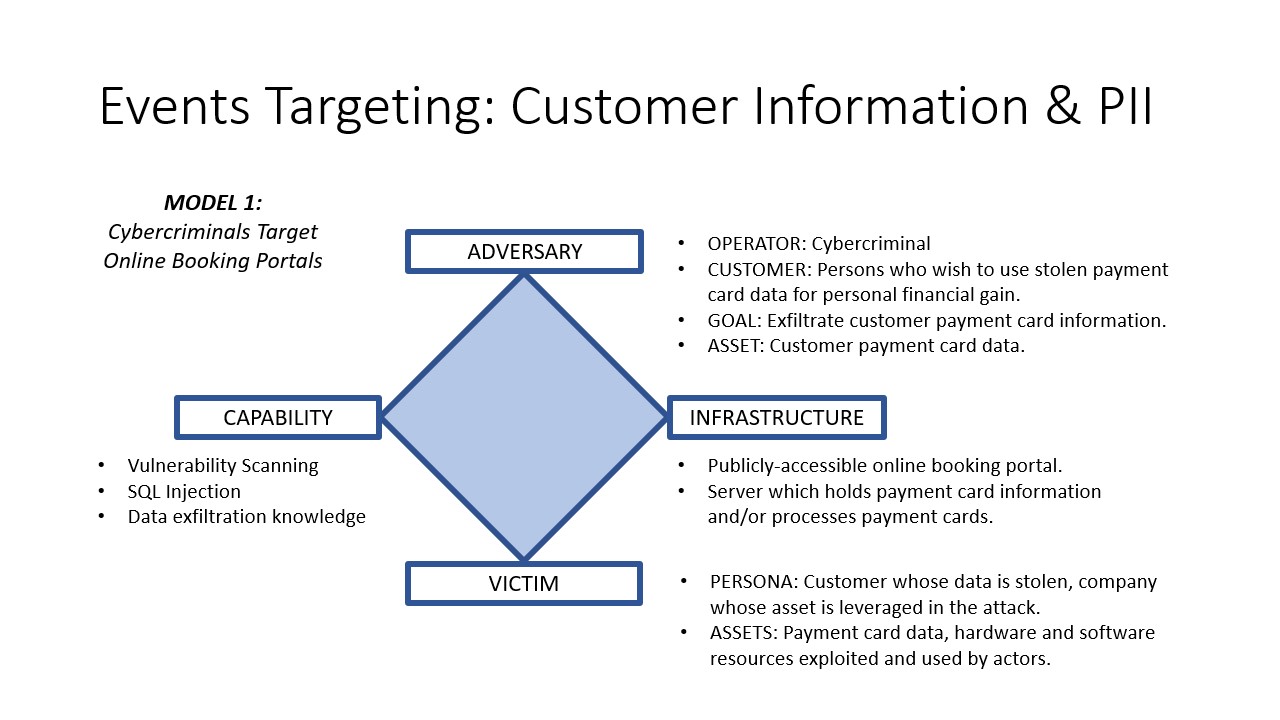 Events Targeting: Customer Information & PII
MODEL 1:
Cybercriminals Target
Online Booking Portals
ADVERSARY
• OPERATOR: Cybercriminal
• CUSTOMER: Persons who wish to use stolen payment
card data for personal financial gain.
• GOAL: Exfiltrate customer payment card information.
• ASSET: Customer payment card data.
CAPABILITY
• Vulnerability Scanning
• SQL Injection
• Data exfiltration knowledge
INFRASTRUCTURE
• Publicly-accessible online booking portal.
• Server which holds payment card information
and/or processes payment cards.
VICTIM
• PERSONA: Customer whose data is stolen, company
whose asset is leveraged in the attack.
• ASSETS: Payment card data, hardware and software
resources exploited and used by actors.